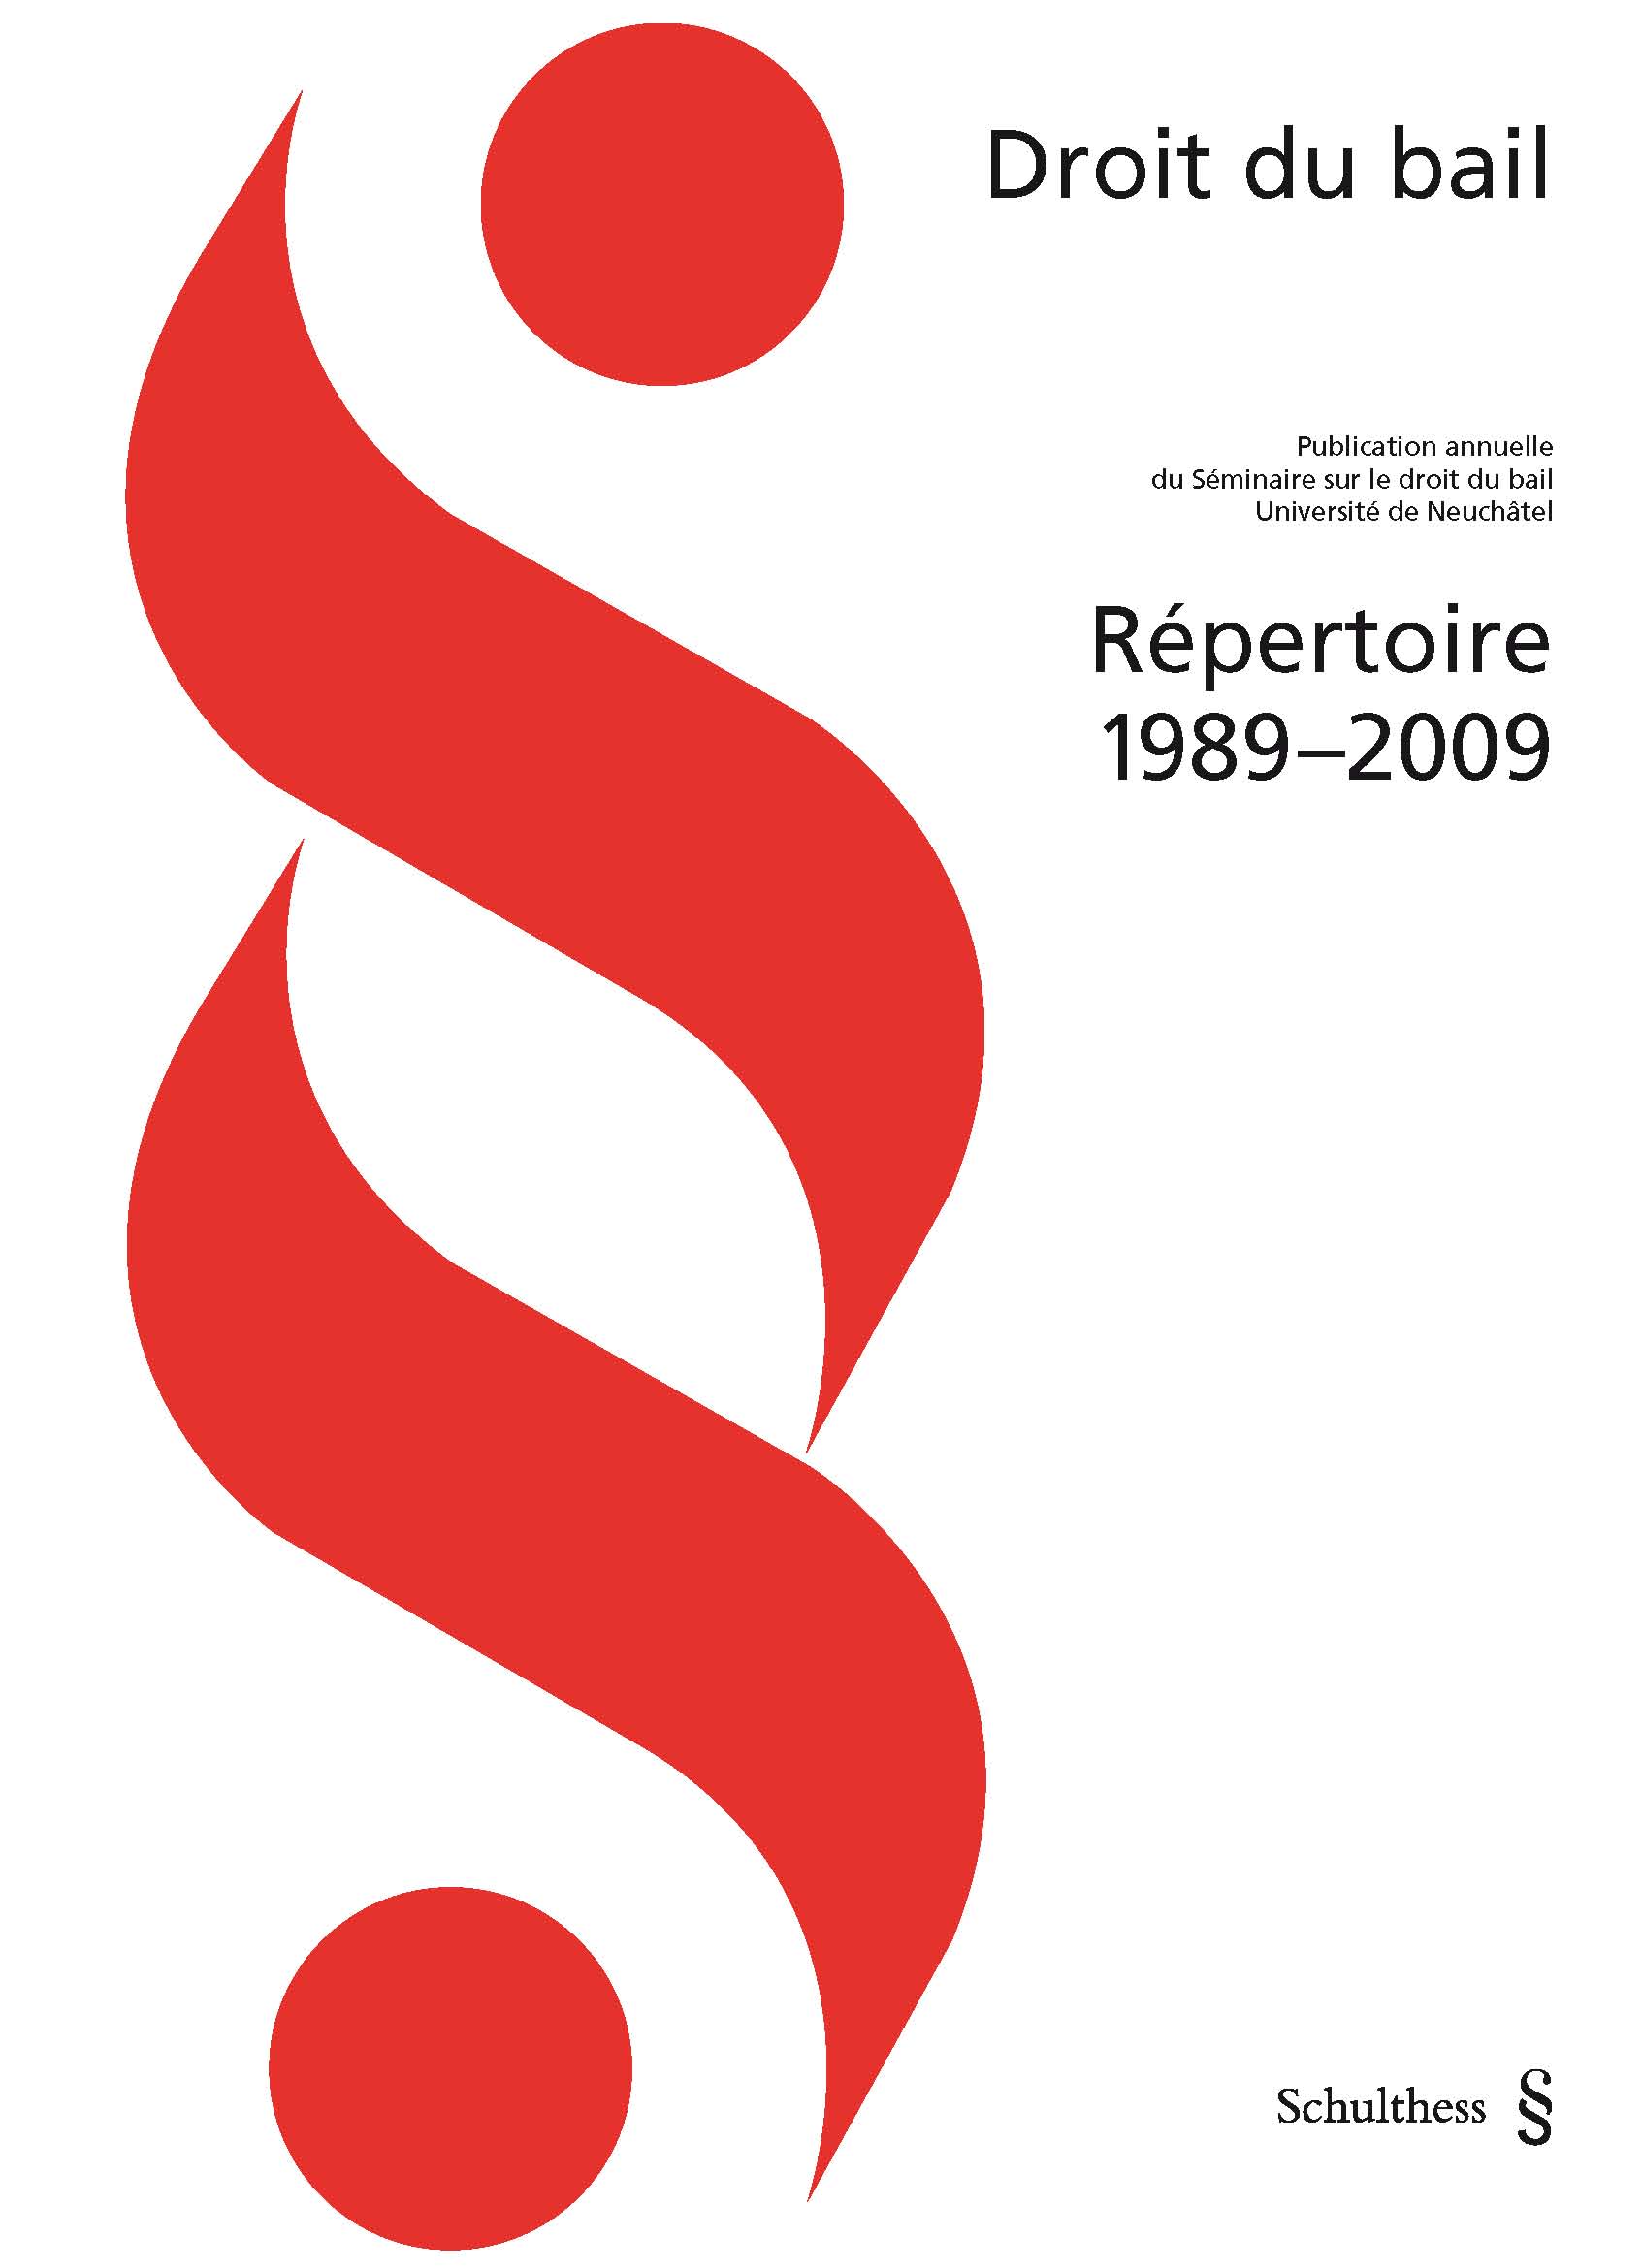 Droit du bail
Publication annuelle
du Séminaire sur le droit du bail
Université de Neuchâtel
Répertoire
1989–2009
Schulthess §